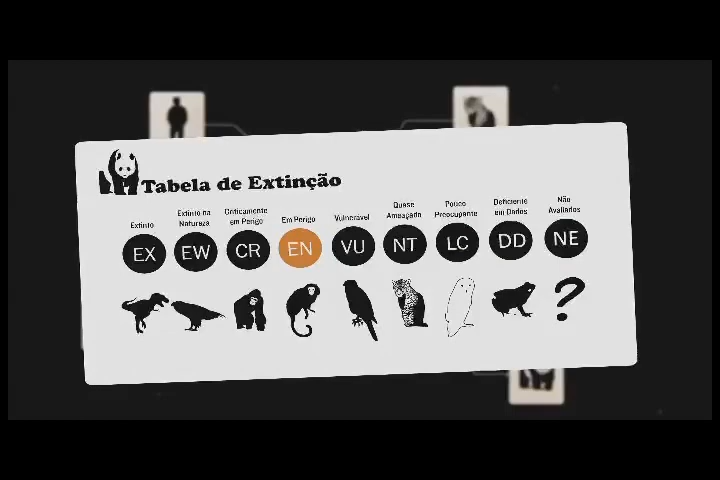 Tabela de Extinção
Extinto
Extinto na
Natureza
Criticamente
em Perigo
Em Perigo
Vulnerável
Quase
Ameaçado
Pouco
Preocupante
Deficiente
em Dados
Não
Avaliados
EX EW CR EN VU NT LC DD NE
?